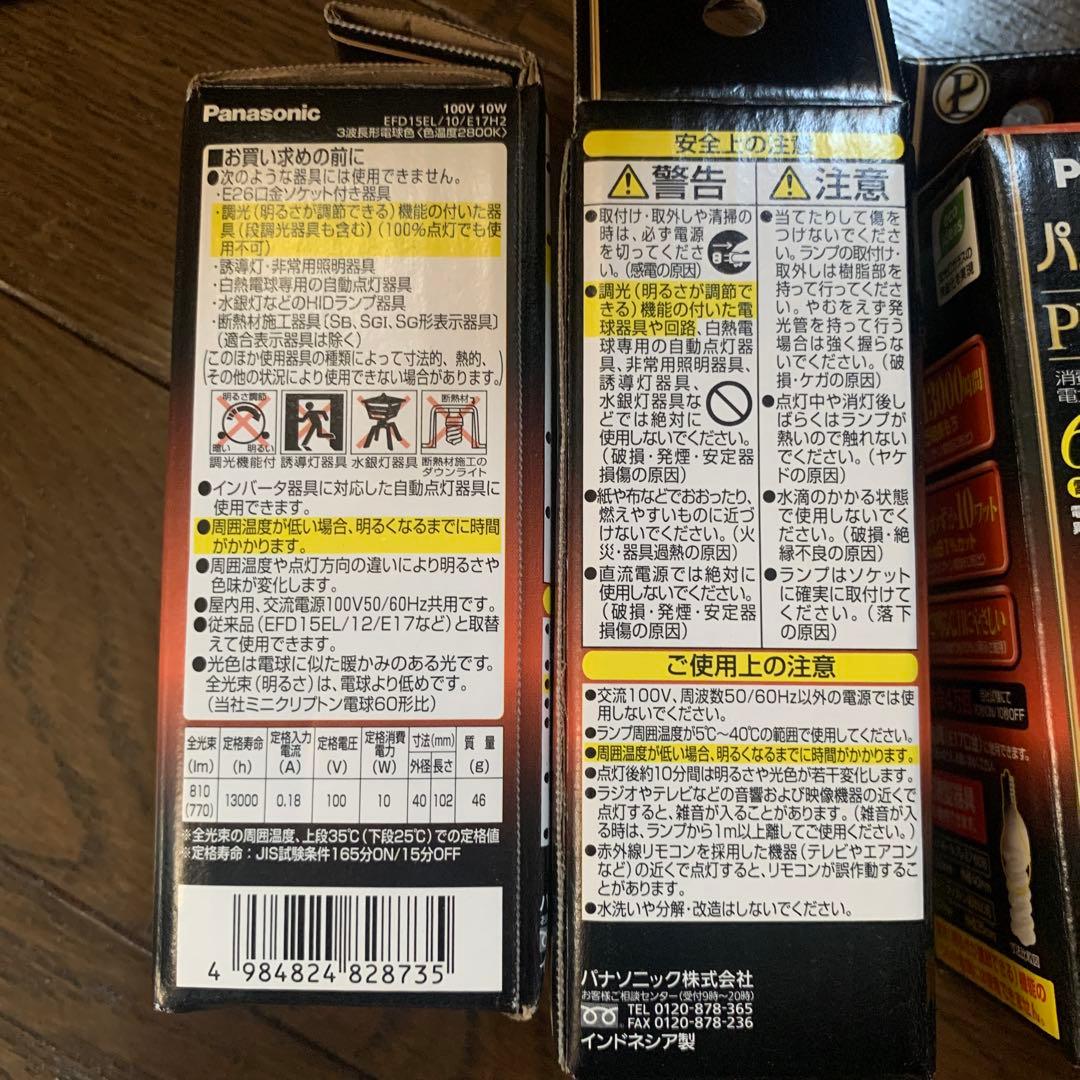 Panasonic
100V 10W
EFD15EL/10/E17H2
3波長形電球色〈色温度2800K〉
■お買い求めの前に
●次のような器具には使用できません。
・E26口金ソケット付き器具
・調光(明るさが調節できる)機能の付いた器
具(段調光器具も含む)(100%点灯でも使
用不可)
・誘導灯・非常用照明器具
・白熱電球専用の自動点灯器具
・水銀灯などのHIDランプ器具
・断熱材施工器具〔SB、SGI、SG形表示器具〕
(適合表示器具は除く)
(このほか使用器具の種類によって寸法的、熱的、
その他の状況により使用できない場合があります。)
明るさ調節
暗い 明るい
断熱材
調光機能付 誘導灯器具 水銀灯器具 断熱材施工の
ダウンライト
●インバータ器具に対応した自動点灯器具に
使用できます。
●周囲温度が低い場合、明るくなるまでに時間
がかかります。
●周囲温度や点灯方向の違いにより明るさや
色味が変化します。
●屋内用、交流電源100V50/60Hz共用です。
●従来品(EFD15EL/12/E17など)と取替
えて使用できます。
●光色は電球に似た暖かみのある光です。
全光束(明るさ)は、電球より低めです。
(当社ミニクリプトン電球60形比)
全光束 定格寿命 定格入力電流 定格電圧 定格消費電力 寸法(mm) 質量
(lm) (h) (A) (V) (W) 外径 長さ (g)
810
(770) 13000 0.18 100 10 40 102 46
※全光束の周囲温度、上段35℃(下段25℃)での定格値
※定格寿命:JIS試験条件165分ON/15分OFF
4 984824 828735
安全上の注意
警告
●取付け・取外しや清掃の
時は、必ず電源
を切ってくださ
い。(感電の原因)
●調光(明るさが調節で
きる)機能の付いた電
球器具や回路、白熱電
球専用の自動点灯器
具、非常用照明器具、
誘導灯器具、
水銀灯器具な
どでは絶対に
使用しないでください。
(破損・発煙・安定器
損傷の原因)
●紙や布などでおおったり、
燃えやすいものに近づ
けないでください。(火
災・器具過熱の原因)
●直流電源では絶対に
使用しないでください。
(破損・発煙・安定器
損傷の原因)
注意
●当てたりして傷を
つけないでくださ
い。ランプの取付け・
取外しは樹脂部を
持って行ってくださ
い。やむをえず発
光管を持って行う
場合は強く握らな
いでください。(破
損・ケガの原因)
●点灯中や消灯後し
ばらくはランプが
熱いので触れない
でください。(ヤケ
ドの原因)
●水滴のかかる状態
で使用しないでく
ださい。(破損・絶
縁不良の原因)
●ランプはソケット
に確実に取付けて
ください。(落下
の原因)
ご使用上の注意
●交流100V、周波数50/60Hz以外の電源では使
用しないでください。
●ランプ周囲温度が5℃〜40℃の範囲で使用してください。
●周囲温度が低い場合、明るくなるまでに時間がかかります。
●点灯後約10分間は明るさや光色が若干変化します。
●ラジオやテレビなどの音響および映像機器の近くで
点灯すると、雑音が入ることがあります。(雑音が入
る時は、ランプから1m以上離してご使用ください。)
●赤外線リモコンを採用した機器(テレビやエアコン
など)の近くで点灯すると、リモコンが誤作動するこ
とがあります。
●水洗いや分解・改造はしないでください。
パナソニック株式会社
お客様ご相談センター(受付9時〜20時)
TEL 0120-878-365
FAX 0120-878-236
インドネシア製